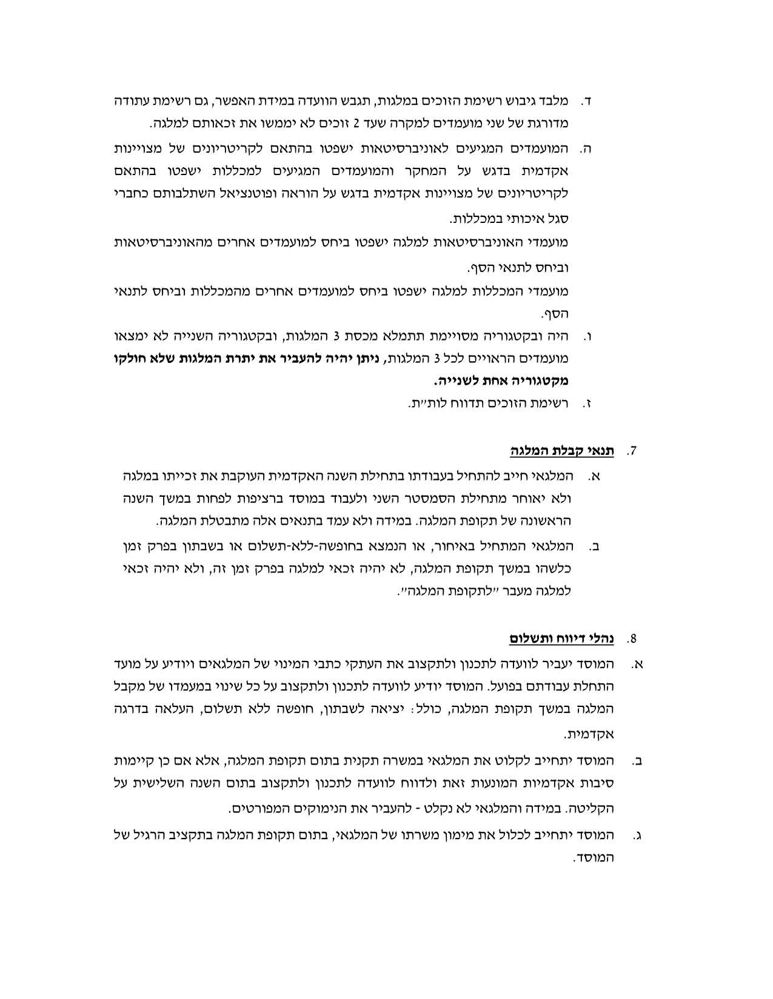 ד. מלבד גיבוש רשימת הזוכים במלגות, תגבש הוועדה במידת האפשר, גם רשימת עתודה
מדורגת של שני מועמדים למקרה שעד 2 זוכים לא יממשו את זכאותם למלגה.
ה. המועמדים המגיעים לאוניברסיטאות ישפטו בהתאם לקריטריונים של מצויינות
אקדמית בדגש על המחקר והמועמדים המגיעים למכללות ישפטו בהתאם
לקריטריונים של מצויינות אקדמית בדגש על הוראה ופוטנציאל השתלבותם כחברי
סגל איכותי במכללות.
מועמדי האוניברסיטאות למלגה ישפטו ביחס למועמדים אחרים מהאוניברסיטאות
וביחס לתנאי הסף.
מועמדי המכללות למלגה ישפטו ביחס למועמדים אחרים מהמכללות וביחס לתנאי
הסף.
ו. היה ובקטגוריה מסויימת תתמלא מכסת 3 המלגות, ובקטגוריה השנייה לא ימצאו
מועמדים הראויים לכל 3 המלגות, ניתן יהיה להעביר את יתרת המלגות שלא חולקו
מקטגוריה אחת לשנייה.
ז. רשימת הזוכים תדווח לות״ת.
7. תנאי קבלת המלגה
א. המלגאי חייב להתחיל בעבודתו בתחילת השנה האקדמית העוקבת את זכייתו במלגה
ולא יאוחר מתחילת הסמסטר השני ולעבוד במוסד ברציפות לפחות במשך השנה
הראשונה של תקופת המלגה. במידה ולא עמד בתנאים אלה מתבטלת המלגה.
ב. המלגאי המתחיל באיחור, או הנמצא בחופשה-ללא-תשלום או בשבתון בפרק זמן
כלשהו במשך תקופת המלגה, לא יהיה זכאי למלגה בפרק זמן זה, ולא יהיה זכאי
למלגה מעבר ״לתקופת המלגה״.
8. נהלי דיווח ותשלום
א. המוסד יעביר לוועדה לתכנון ולתקצוב את העתקי כתבי המינוי של המלגאים ויודיע על מועד
התחלת עבודתם בפועל. המוסד יודיע לוועדה לתכנון ולתקצוב על כל שינוי במעמדו של מקבל
המלגה במשך תקופת המלגה, כולל: יציאה לשבתון, חופשה ללא תשלום, העלאה בדרגה
אקדמית.
ב. המוסד יתחייב לקלוט את המלגאי במשרה תקנית בתום תקופת המלגה, אלא אם כן קיימות
סיבות אקדמיות המונעות זאת ולדווח לוועדה לתכנון ולתקצוב בתום השנה השלישית על
הקליטה. במידה והמלגאי לא נקלט - להעביר את הנימוקים המפורטים.
ג. המוסד יתחייב לכלול את מימון משרתו של המלגאי, בתום תקופת המלגה בתקציב הרגיל של
המוסד.